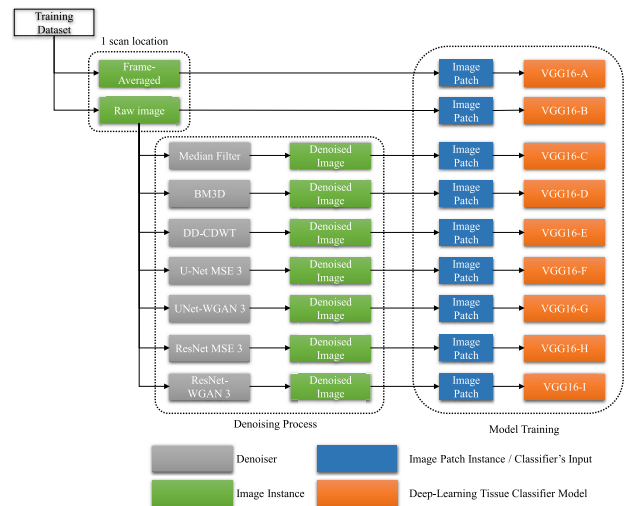 Training
Dataset
1 scan location
Frame-
Averaged
Image
Patch
VGG16-A
Raw image
Image
Patch
VGG16-B
Median Filter
Denoised
Image
Image
Patch
VGG16-C
BM3D
Denoised
Image
Image
Patch
VGG16-D
DD-CDWT
Denoised
Image
Image
Patch
VGG16-E
U-Net MSE 3
Denoised
Image
Image
Patch
VGG16-F
UNet-WGAN 3
Denoised
Image
Image
Patch
VGG16-G
ResNet MSE 3
Denoised
Image
Image
Patch
VGG16-H
ResNet-
WGAN 3
Denoised
Image
Image
Patch
VGG16-I
Denoising Process
Model Training
Denoiser
Image Patch Instance / Classifier's Input
Image Instance
Deep-Learning Tissue Classifier Model